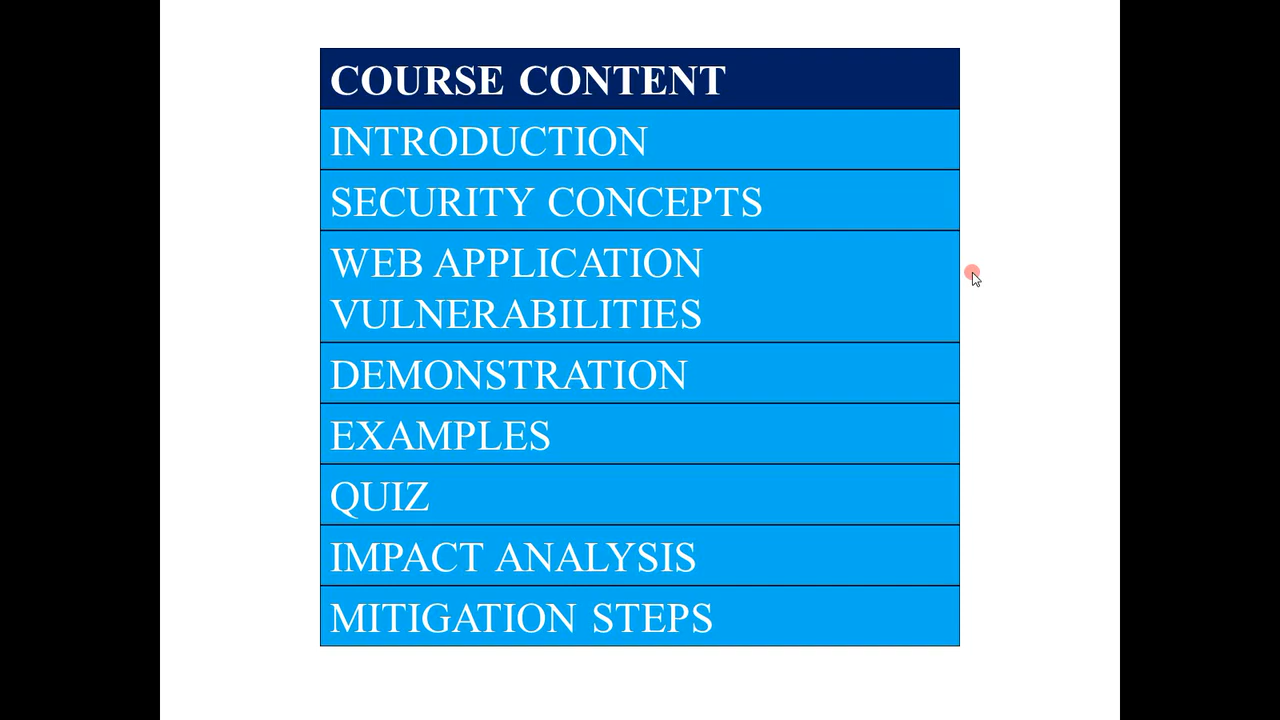 COURSE CONTENT
INTRODUCTION
SECURITY CONCEPTS
WEB APPLICATION
VULNERABILITIES
DEMONSTRATION
EXAMPLES
QUIZ
IMPACT ANALYSIS
MITIGATION STEPS